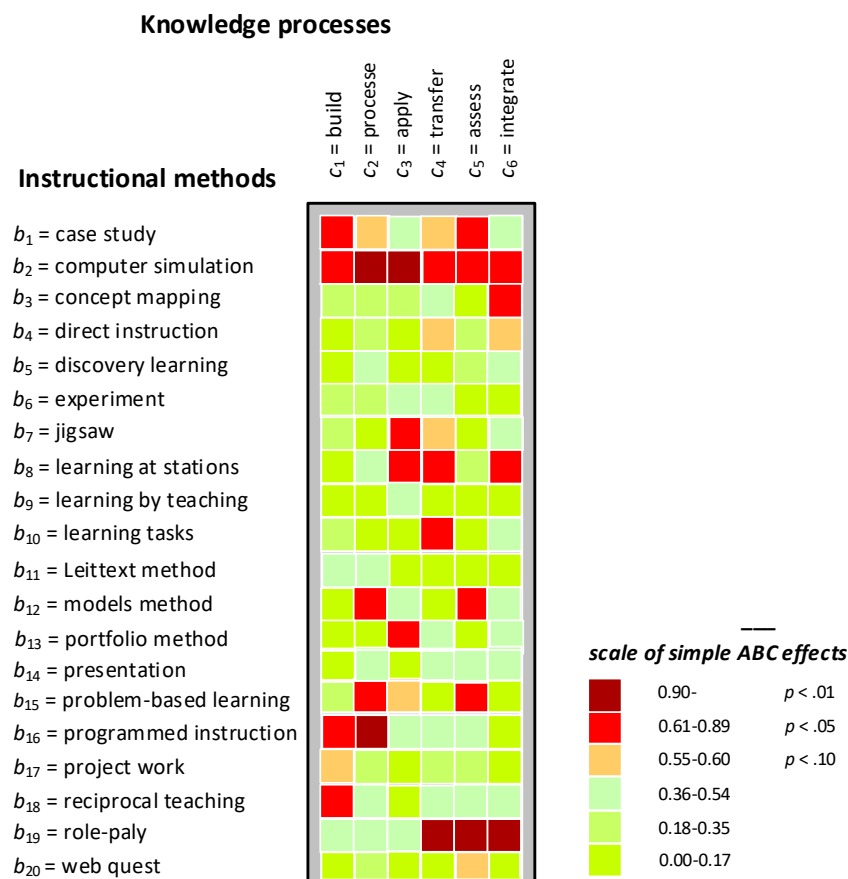 Knowledge processes
c₁ = build
c₂ = processe
c₃ = apply
c₄ = transfer
c₅ = assess
c₆ = integrate
Instructional methods
b₁ = case study
b₂ = computer simulation
b₃ = concept mapping
b₄ = direct instruction
b₅ = discovery learning
b₆ = experiment
b₇ = jigsaw
b₈ = learning at stations
b₉ = learning by teaching
b₁₀ = learning tasks
b₁₁ = Leittext method
b₁₂ = models method
b₁₃ = portfolio method
b₁₄ = presentation
b₁₅ = problem-based learning
b₁₆ = programmed instruction
b₁₇ = project work
b₁₈ = reciprocal teaching
b₁₉ = role-paly
b₂₀ = web quest
scale of simple A̅B̅C̅ effects
0.90- p < .01
0.61-0.89 p < .05
0.55-0.60 p < .10
0.36-0.54
0.18-0.35
0.00-0.17